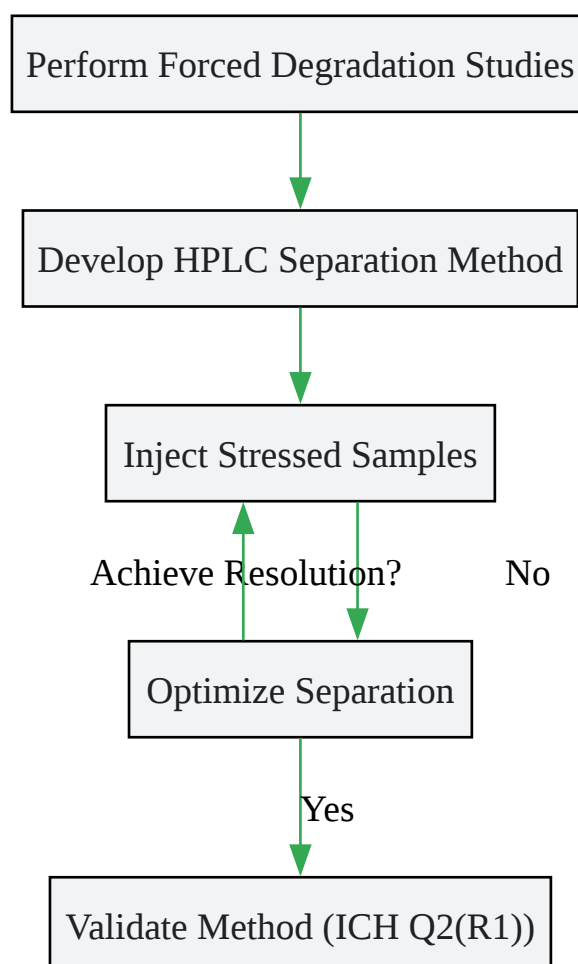 Perform Forced Degradation Studies
Develop HPLC Separation Method
Inject Stressed Samples
Achieve Resolution? No
Optimize Separation
Yes
Validate Method (ICH Q2(R1))